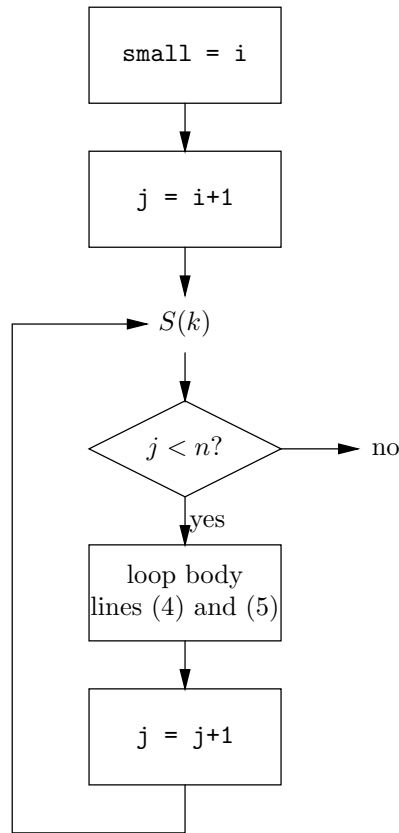 small = i
j = i+1
S(k)
j < n?
no
yes
loop body
lines (4) and (5)
j = j+1